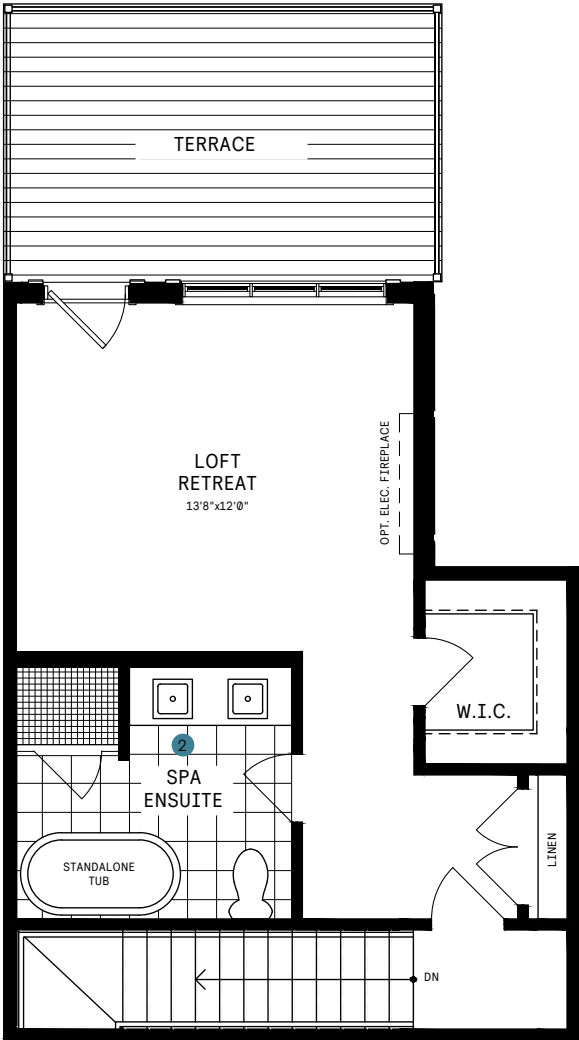 TERRACE
LOFT
RETREAT
13'8"x12'0"
OPT. ELEC. FIREPLACE
W.I.C.
2
SPA
ENSUITE
LINEN
STANDALONE
TUB
DN